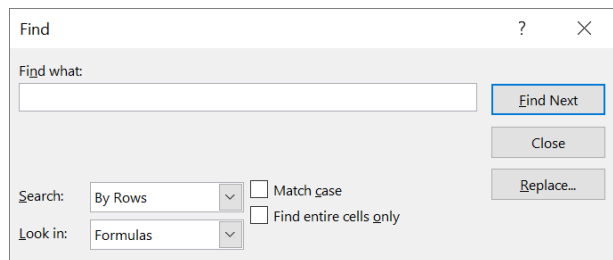 Find ?
Find what:
Find Next
Close
Replace...
Search: By Rows Match case
Find entire cells only
Look in: Formulas